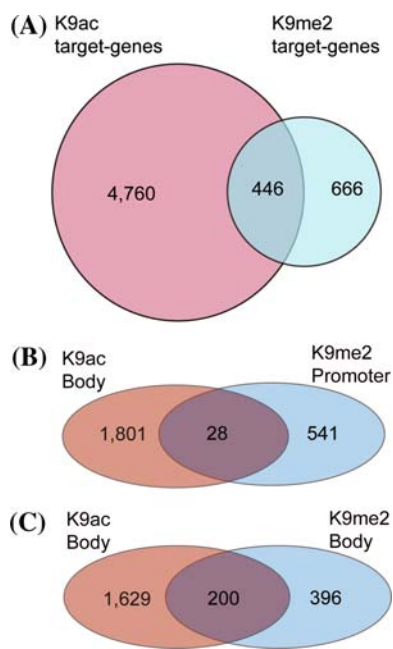 (A)
K9ac
target-genes
K9me2
target-genes
4,760
446
666
(B)
K9ac
Body
K9me2
Promoter
1,801
28
541
(C)
K9ac
Body
K9me2
Body
1,629
200
396